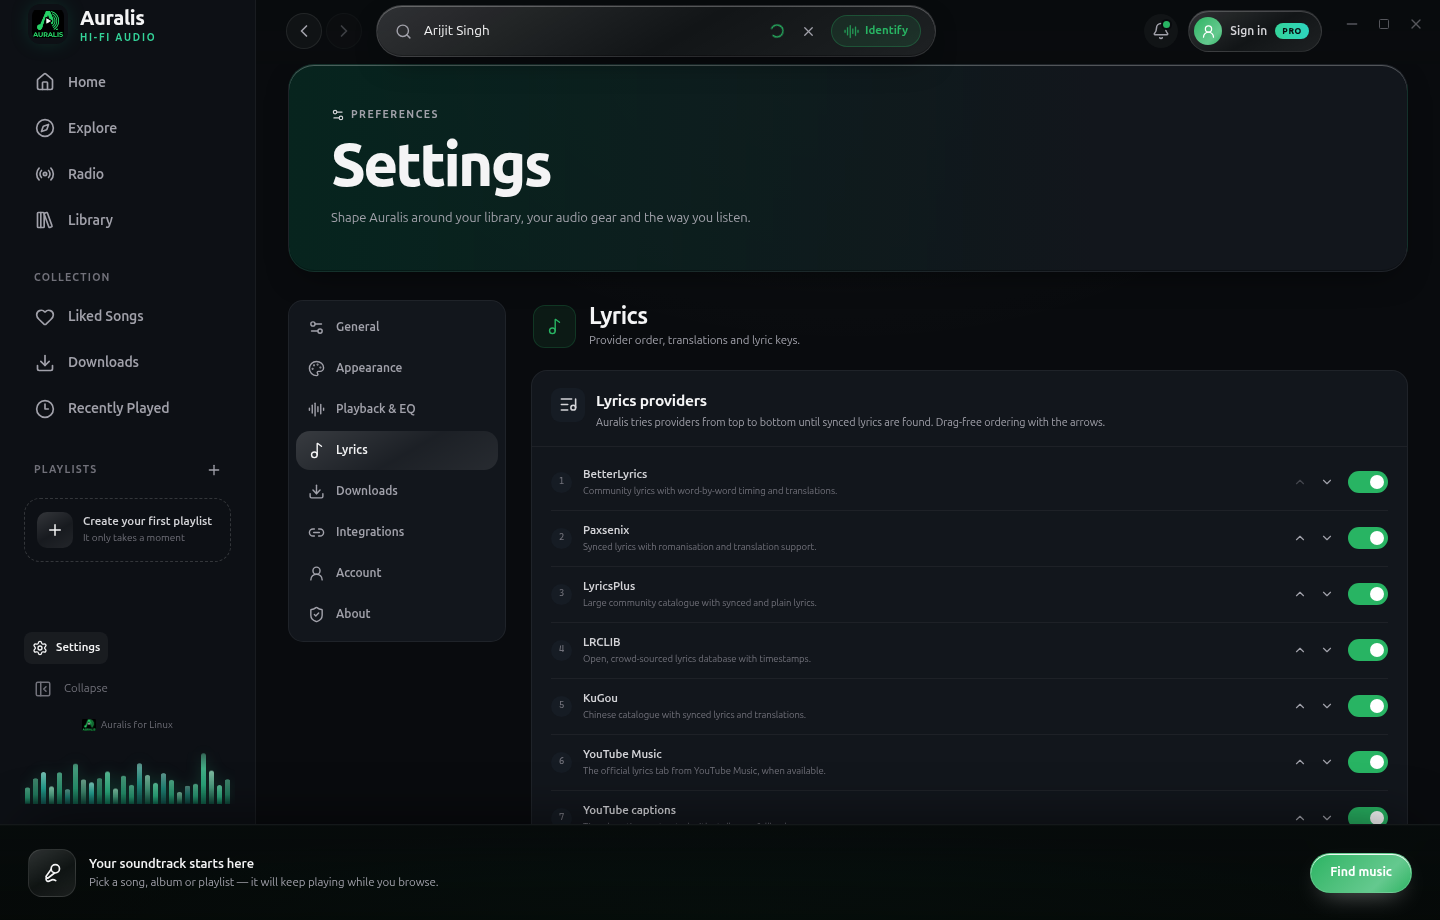 Auralis
HI-FI AUDIO
AURALIS
Home
Explore
Radio
Library
COLLECTION
Liked Songs
Downloads
Recently Played
PLAYLISTS
Create your first playlist
It only takes a moment
Settings
Collapse
Auralis for Linux
Arijit Singh
Identify
Sign in
PRO
PREFERENCES
Settings
Shape Auralis around your library, your audio gear and the way you listen.
General
Appearance
Playback & EQ
Lyrics
Downloads
Integrations
Account
About
Lyrics
Provider order, translations and lyric keys.
Lyrics providers
Auralis tries providers from top to bottom until synced lyrics are found. Drag-free ordering with the arrows.
1
BetterLyrics
Community lyrics with word-by-word timing and translations.
2
Paxsenix
Synced lyrics with romanisation and translation support.
3
LyricsPlus
Large community catalogue with synced and plain lyrics.
4
LRCLIB
Open, crowd-sourced lyrics database with timestamps.
5
KuGou
Chinese catalogue with synced lyrics and translations.
6
YouTube Music
The official lyrics tab from YouTube Music, when available.
7
YouTube captions
Your soundtrack starts here
Pick a song, album or playlist — it will keep playing while you browse.
Find music